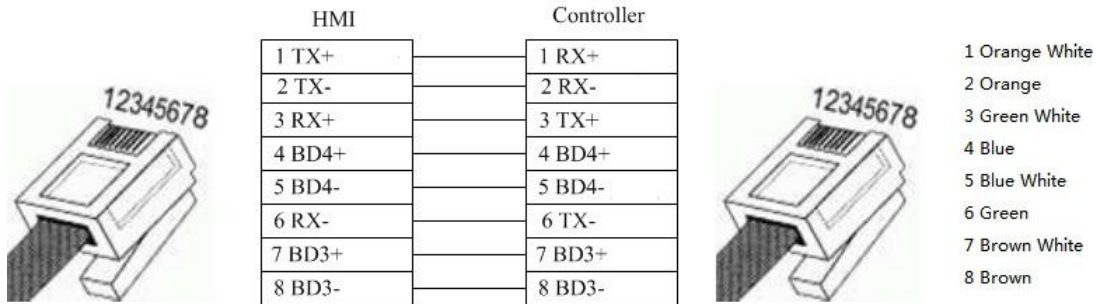 HMI
Controller
1 TX+
1 RX+
2 TX-
2 RX-
3 RX+
3 TX+
4 BD4+
4 BD4+
5 BD4-
5 BD4-
6 RX-
6 TX-
7 BD3+
7 BD3+
8 BD3-
8 BD3-
12345678
12345678
1 Orange White
2 Orange
3 Green White
4 Blue
5 Blue White
6 Green
7 Brown White
8 Brown